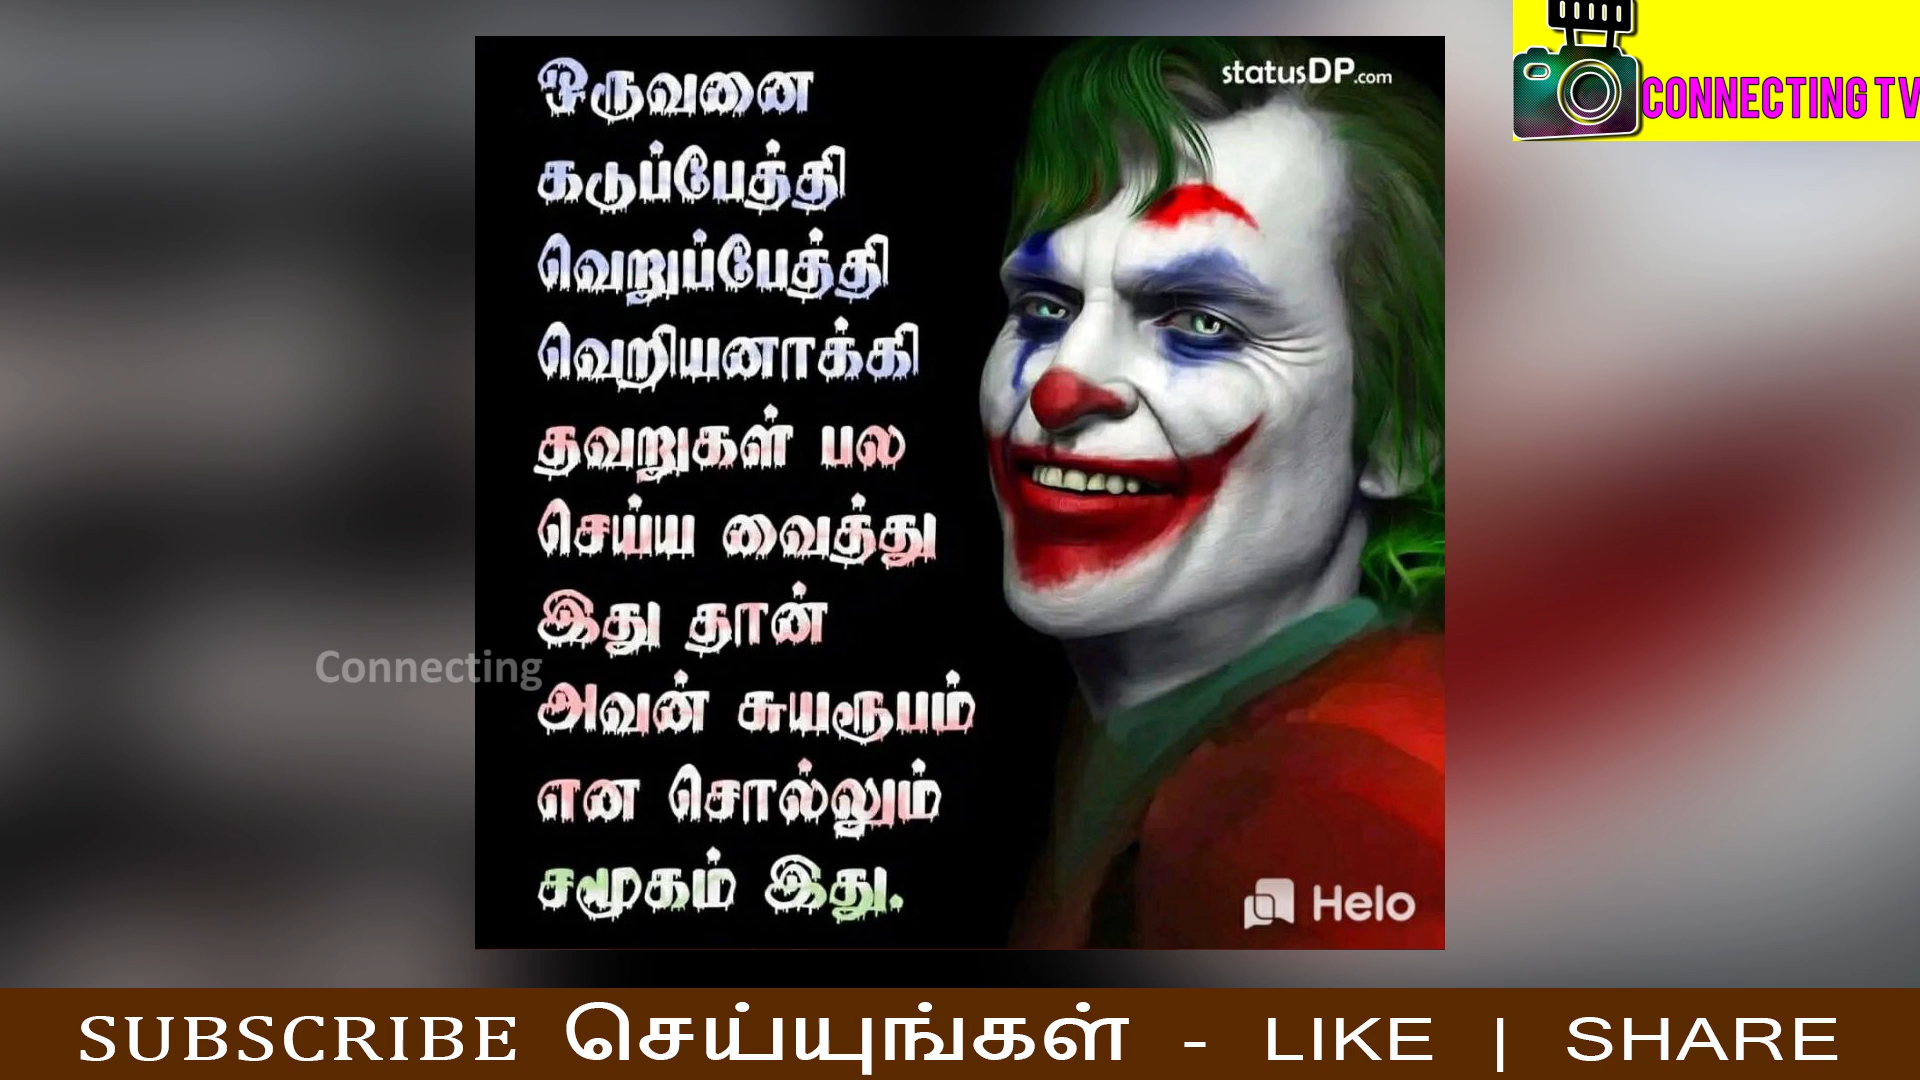 statusDP.com
CONNECTING TV
ஒருவனை
கடுப்பேத்தி
வெறுப்பேத்தி
வெறியனாக்கி
தவறுகள் பல
செய்ய வைத்து
இது தான்
அவன் சுயரூபம்
என சொல்லும்
சமூகம் இது.
Connecting
Helo
SUBSCRIBE செய்யுங்கள் - LIKE | SHARE